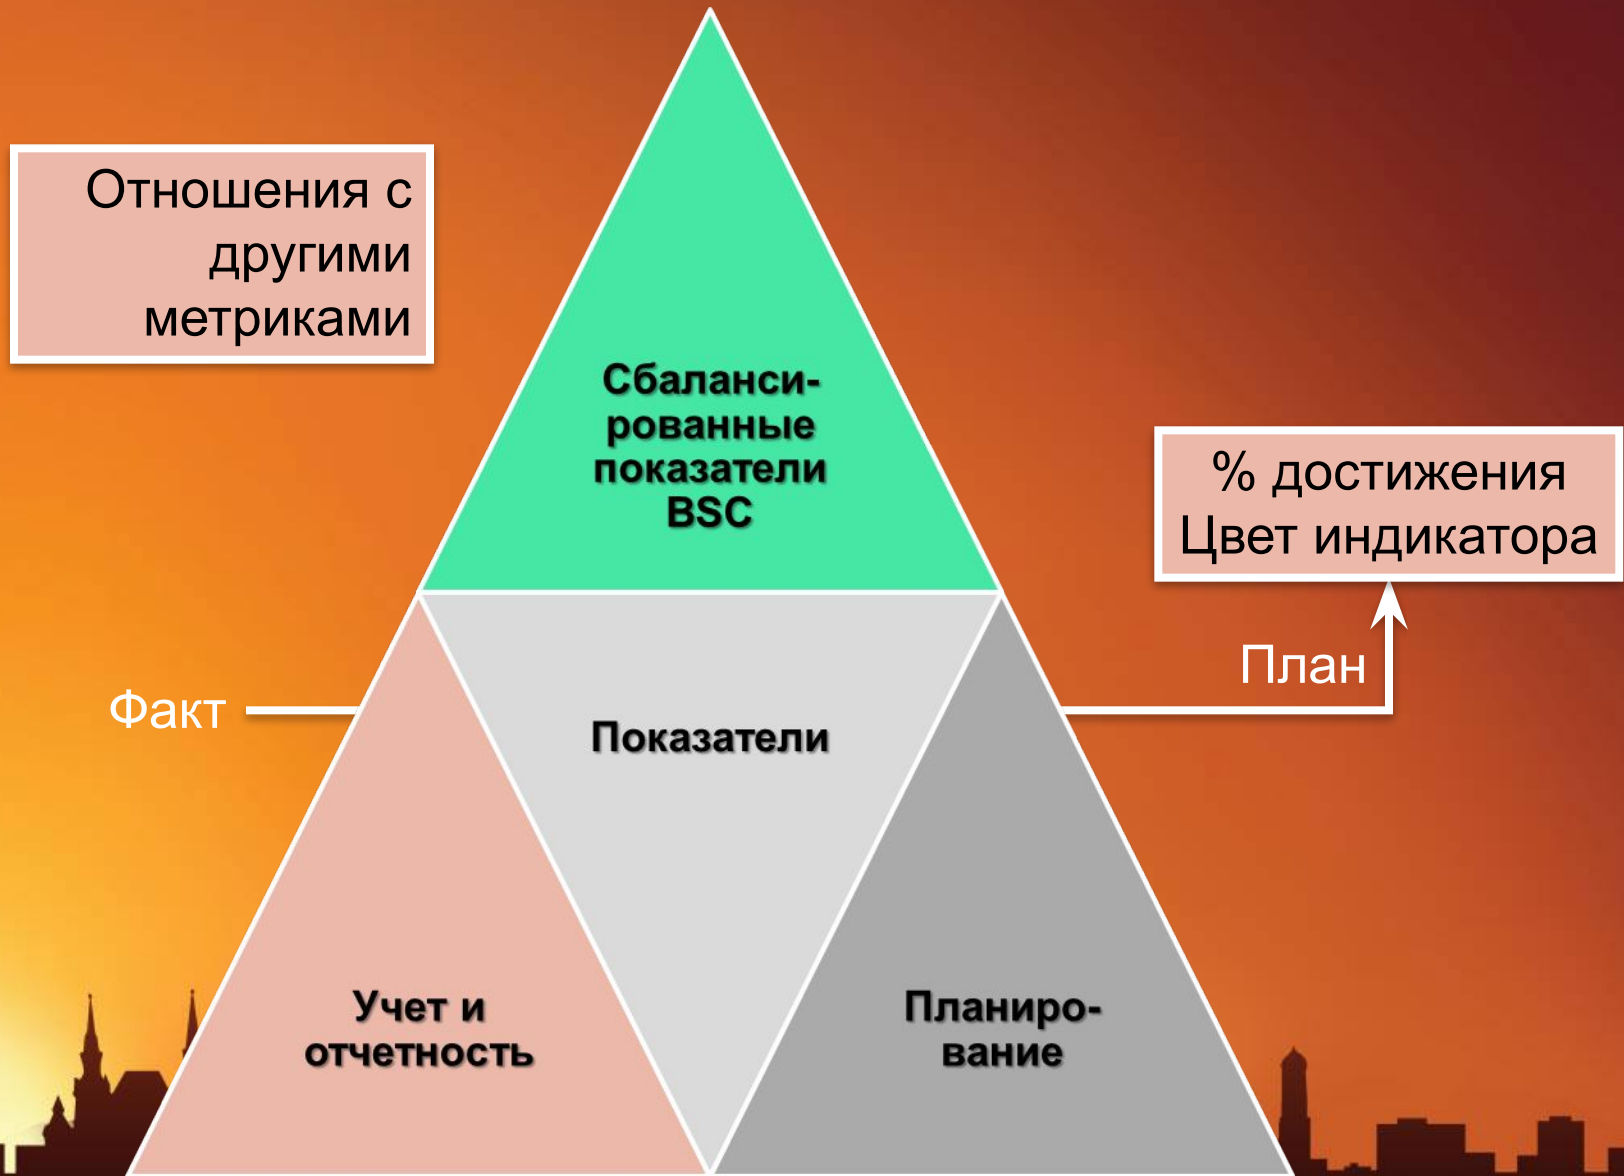 Отношения с
другими
метриками
Сбаланси-
рованные
показатели
BSC
% достижения
Цвет индикатора
План
Факт
Показатели
Учет и
отчетность
Планиро-
вание